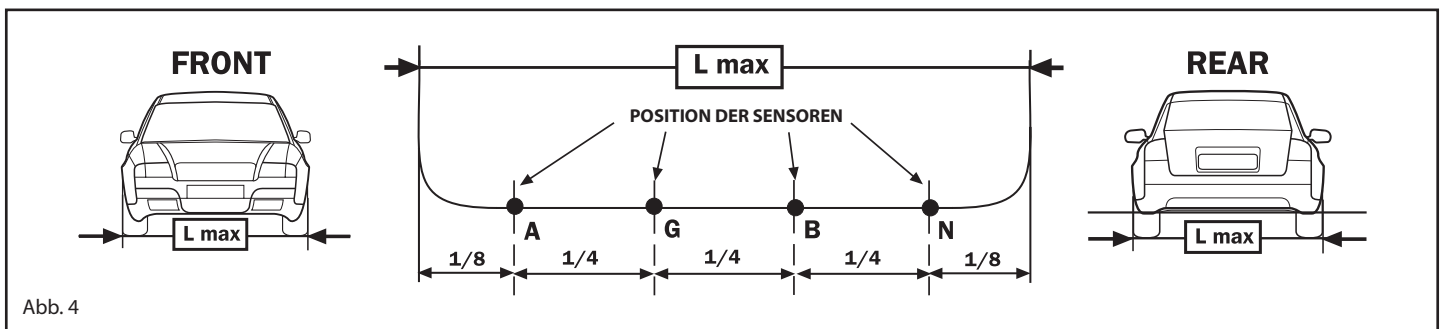 FRONT
L max
REAR
POSITION DER SENSOREN
A
G
B
N
L max
L max
1/8
1/4
1/4
1/4
1/8
Abb. 4